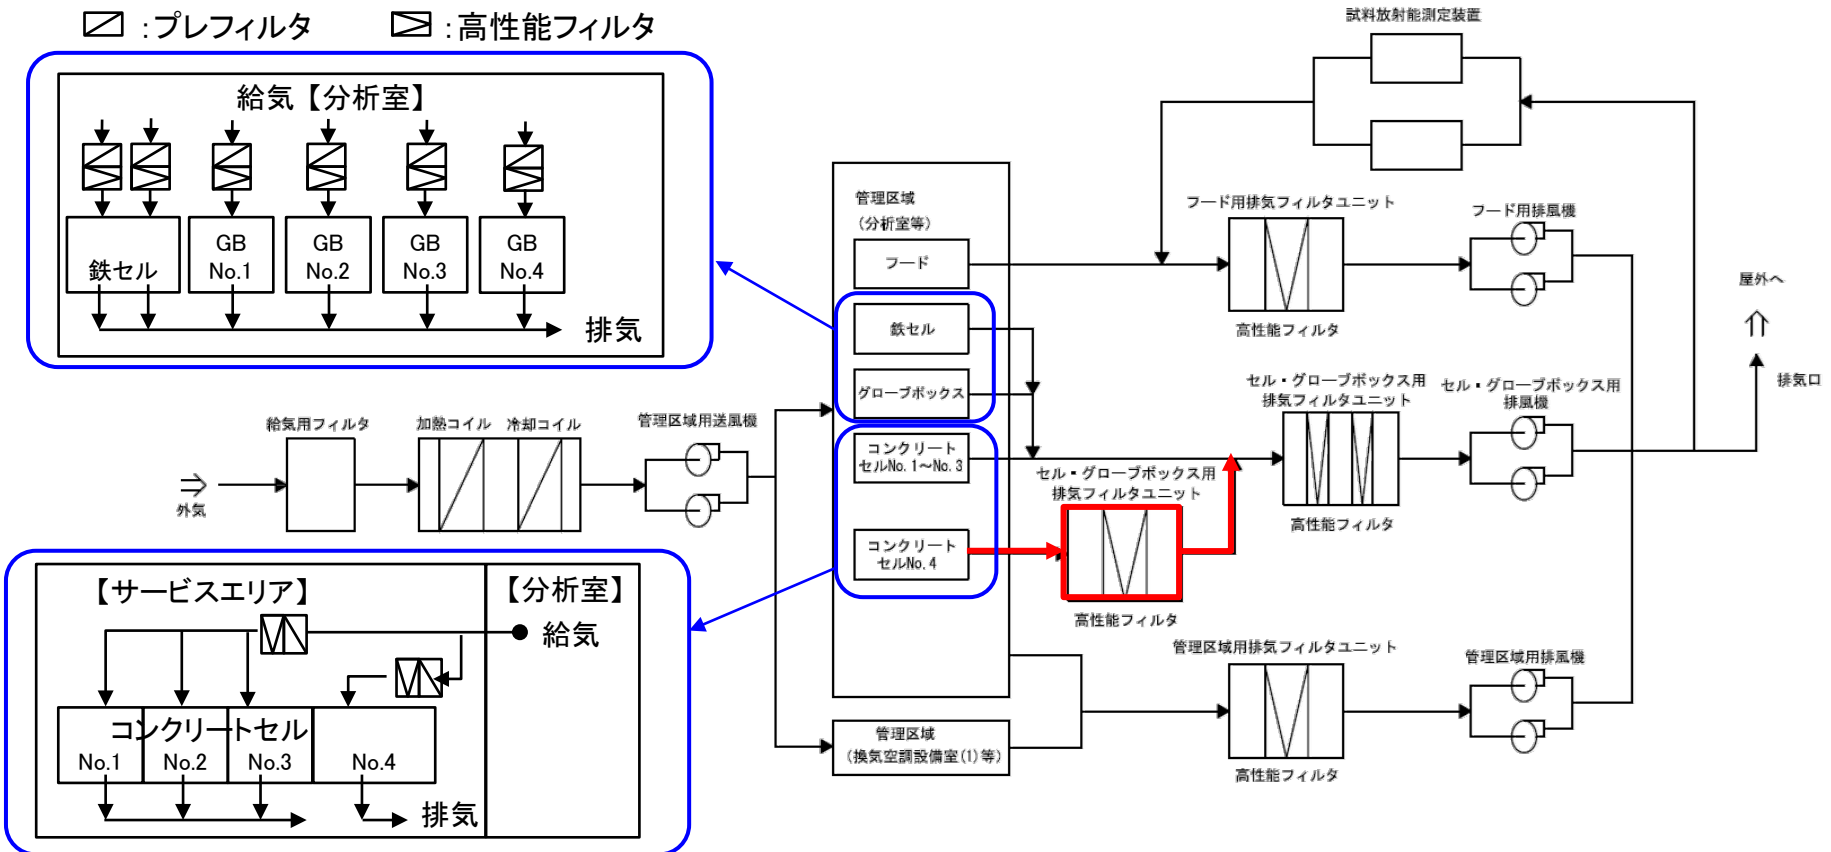 :プレフィルタ
:高性能フィルタ
給気【分析室】
鉄セル
GB
No.1
GB
No.2
GB
No.3
GB
No.4
排気
試料放射能測定装置
管理区域
(分析室等)
フード
鉄セル
グローブボックス
コンクリート
セルNo.1～No.3
コンクリート
セルNo.4
フード用排気フィルタユニット
高性能フィルタ
フード用排風機
屋外へ
排気口
セル・グローブボックス用
排気フィルタユニット
高性能フィルタ
セル・グローブボックス用
排風機
セル・グローブボックス用
排気フィルタユニット
高性能フィルタ
外気
給気用フィルタ
加熱コイル
冷却コイル
管理区域用送風機
管理区域用排気フィルタユニット
高性能フィルタ
管理区域用排風機
管理区域
(換気空調設備室(1)等)
【サービスエリア】
【分析室】
給気
コンクリートセル
No.1
No.2
No.3
No.4
排気